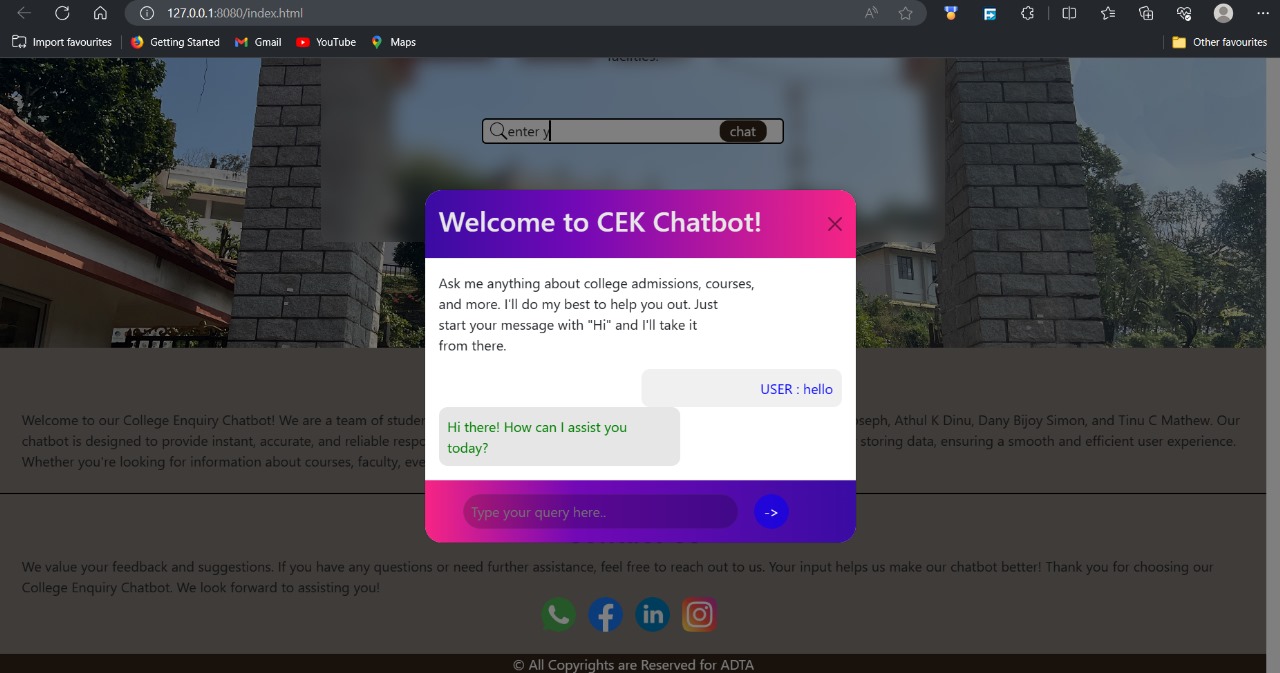 127.0.0.1:8080/index.html
Import favourites
Getting Started
Gmail
YouTube
Maps
Other favourites
facilities.
enter y
chat
Welcome to CEK Chatbot!
Ask me anything about college admissions, courses,
and more. I'll do my best to help you out. Just
start your message with "Hi" and I'll take it
from there.
USER : hello
Hi there! How can I assist you
today?
Type your query here..
->
Welcome to our College Enquiry Chatbot! We are a team of Joseph, Athul K Dinu, Dany Bijoy Simon, and Tinu C Mathew. Our
chatbot is designed to provide instant, accurate, and reliable storing data, ensuring a smooth and efficient user experience.
Whether you're looking for information about courses, faculty,
We value your feedback and suggestions. If you have any questions or need further assistance, feel free to reach out to us. Your input helps us make our chatbot better! Thank you for choosing our
College Enquiry Chatbot. We look forward to assisting you!
in
© All Copyrights are Reserved for ADTA